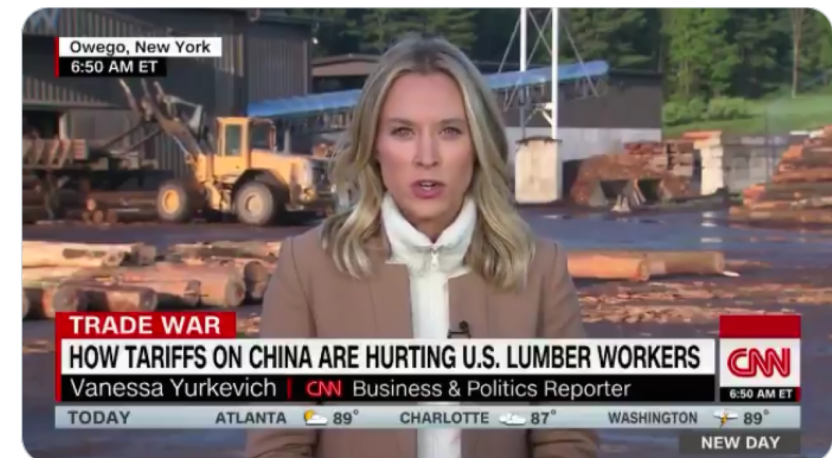 Owego, New York
6:50 AM ET
TRADE WAR
HOW TARIFFS ON CHINA ARE HURTING U.S. LUMBER WORKERS
Vanessa Yurkevich | CNN Business & Politics Reporter
CNN
6:50 AM ET
TODAY ATLANTA 89° CHARLOTTE 87° WASHINGTON 89°
NEW DAY